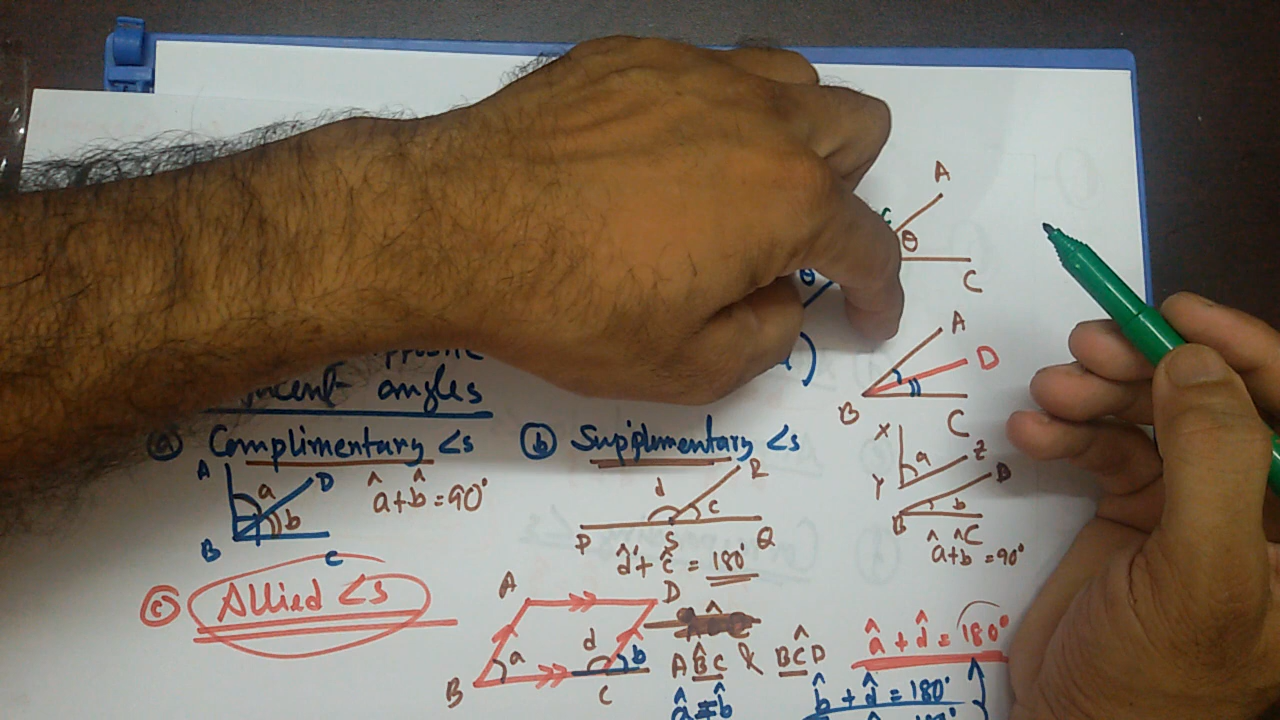 A
θ
C
θ
A
D
B
C
angles
(a) Complimentary ∠s
(b) Supplementary ∠s
A
a
D
b
B
C
â+b̂=90°
d
R
c
P
S
Q
d̂+ĉ = 180°
X
a
Z
Y
D
b
B
C
â+b̂=90°
(c) Allied ∠s
A
D
a
d
b
B
C
AB̂C & BĈD
â + d̂ = 180°
b̂ + d̂ = 180°